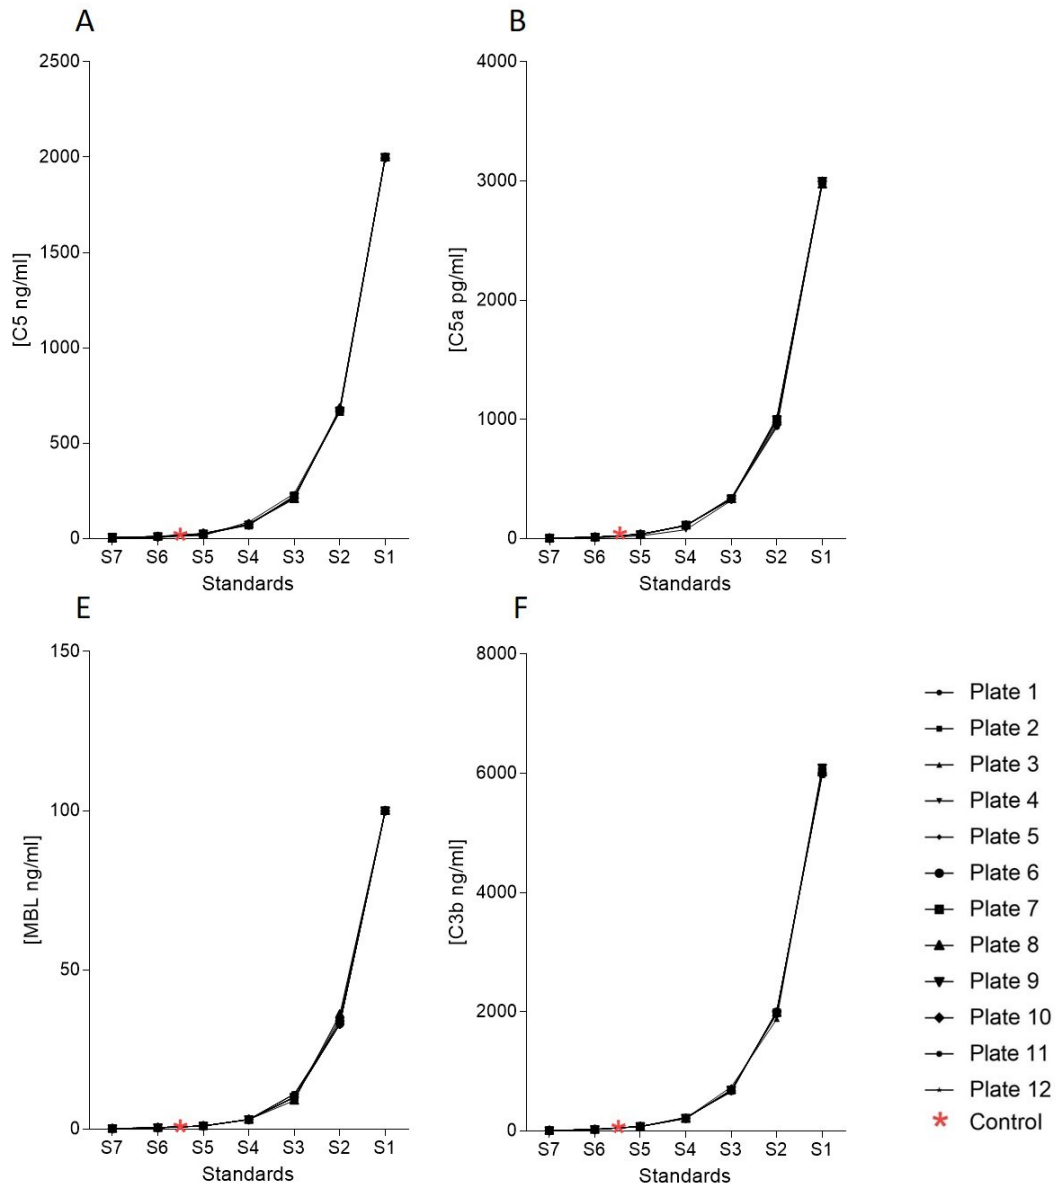 A
2500
2000
1500
1000
500
0
[C5 ng/ml]
S7 S6 S5 S4 S3 S2 S1
Standards
B
4000
3000
2000
1000
0
[C5a pg/ml]
S7 S6 S5 S4 S3 S2 S1
Standards
E
150
100
50
0
[MBL ng/ml]
S7 S6 S5 S4 S3 S2 S1
Standards
F
8000
6000
4000
2000
0
[C3b ng/ml]
S7 S6 S5 S4 S3 S2 S1
Standards
Plate 1
Plate 2
Plate 3
Plate 4
Plate 5
Plate 6
Plate 7
Plate 8
Plate 9
Plate 10
Plate 11
Plate 12
Control